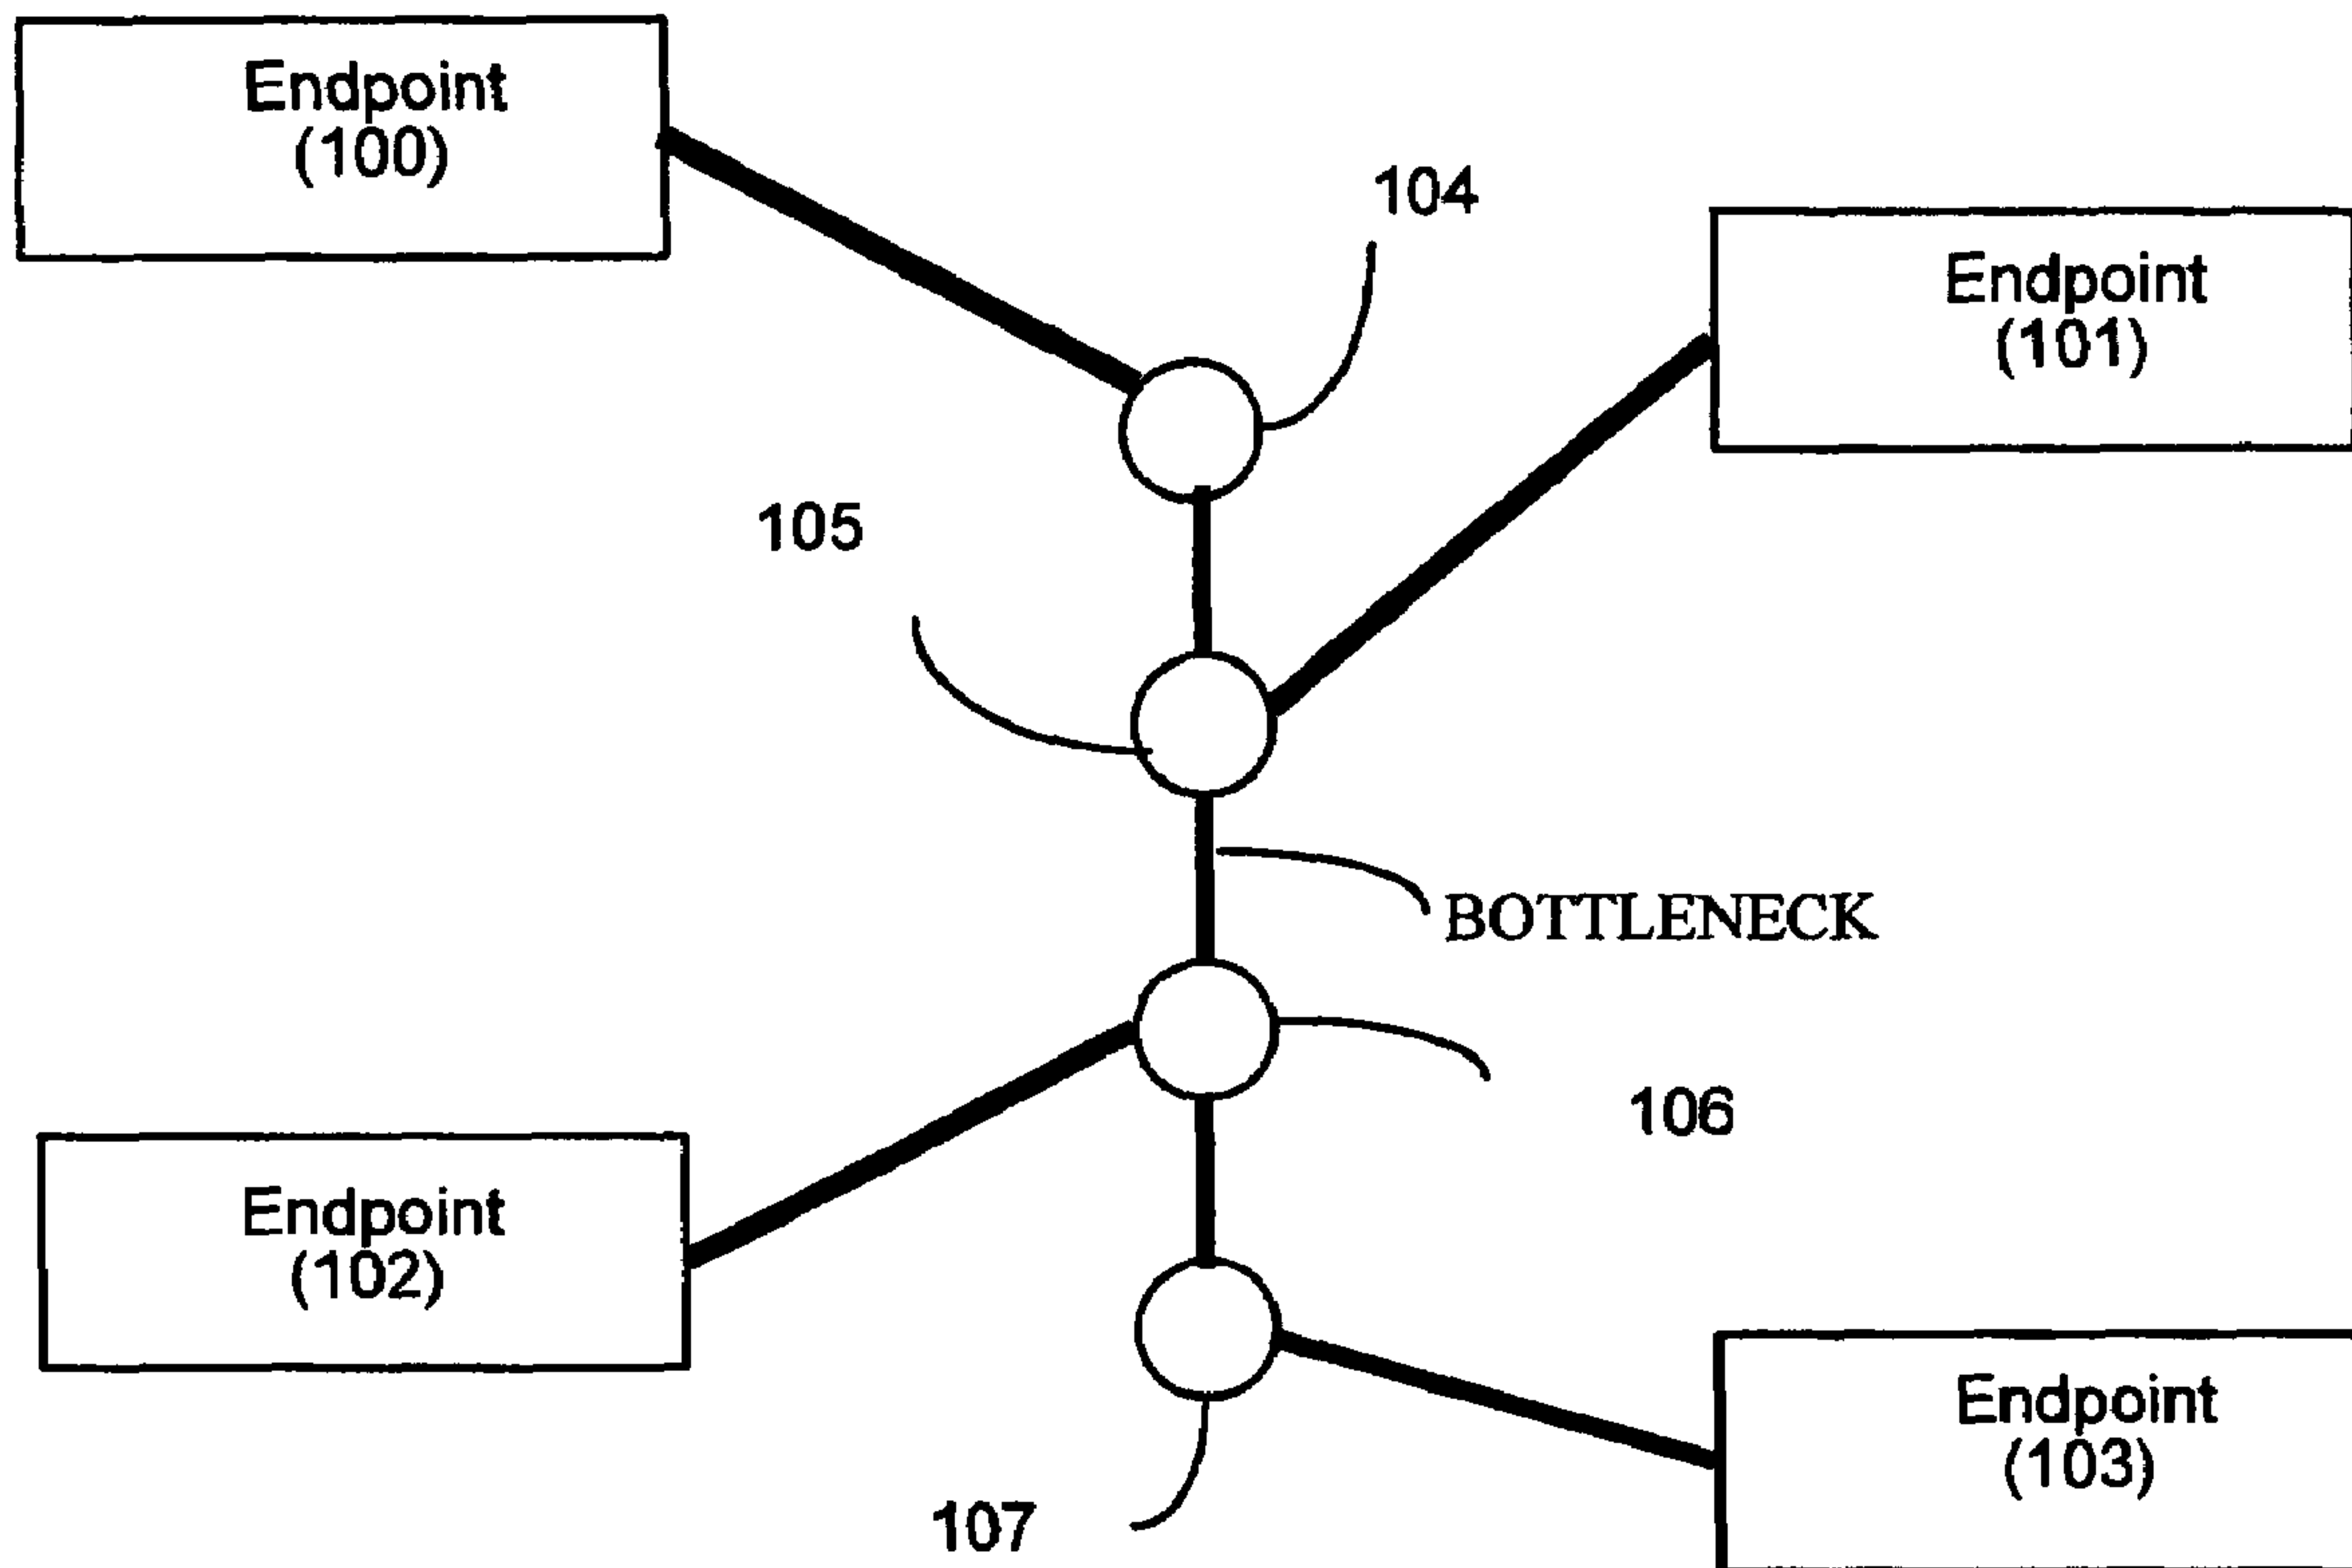 Endpoint
(100)
104
Endpoint
(101)
105
BOTTLENECK
106
Endpoint
(102)
Endpoint
(103)
107